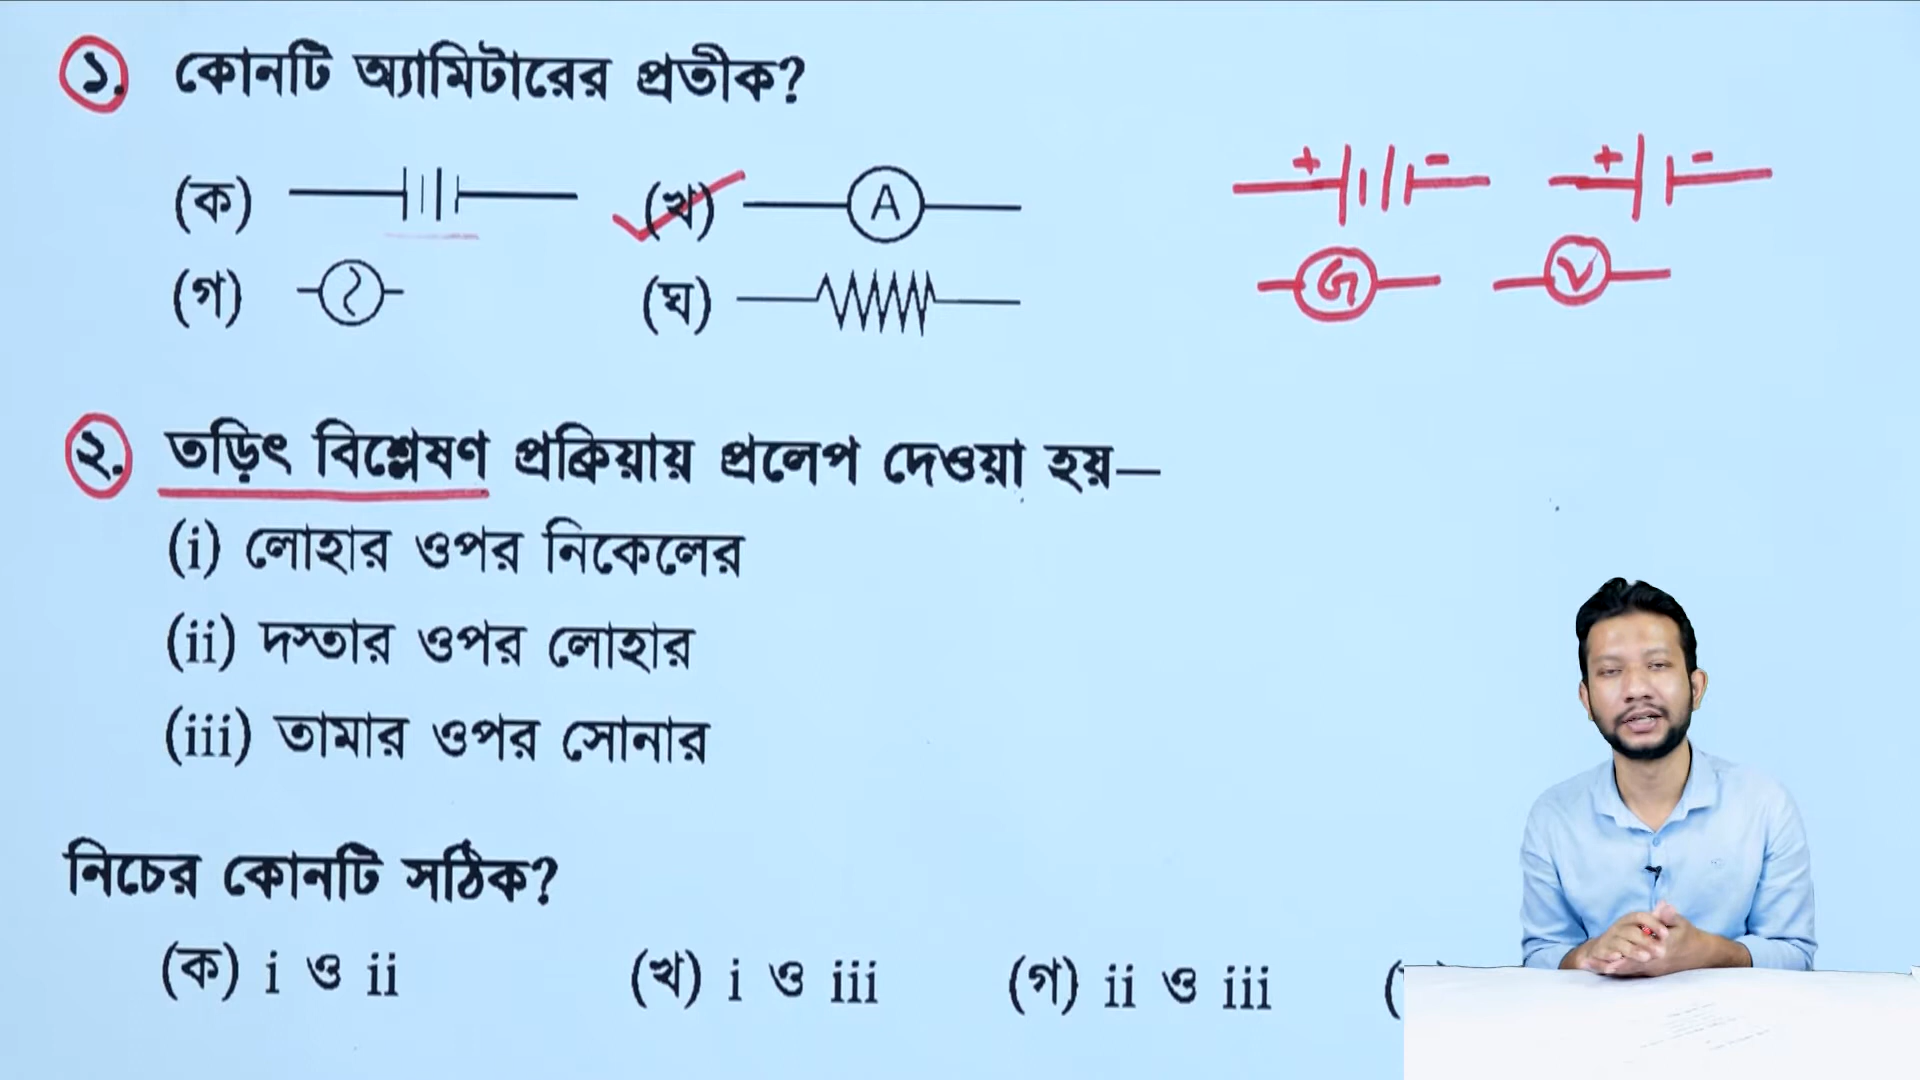 ১. কোনটি অ্যামিটারের প্রতীক?
+ - + -
(ক) (খ) A
G V
(গ) (ঘ)
২. তড়িৎ বিশ্লেষণ প্রক্রিয়ায় প্রলেপ দেওয়া হয়—
(i) লোহার ওপর নিকেলের
(ii) দস্তার ওপর লোহার
(iii) তামার ওপর সোনার
নিচের কোনটি সঠিক?
(ক) i ও ii (খ) i ও iii (গ) ii ও iii (